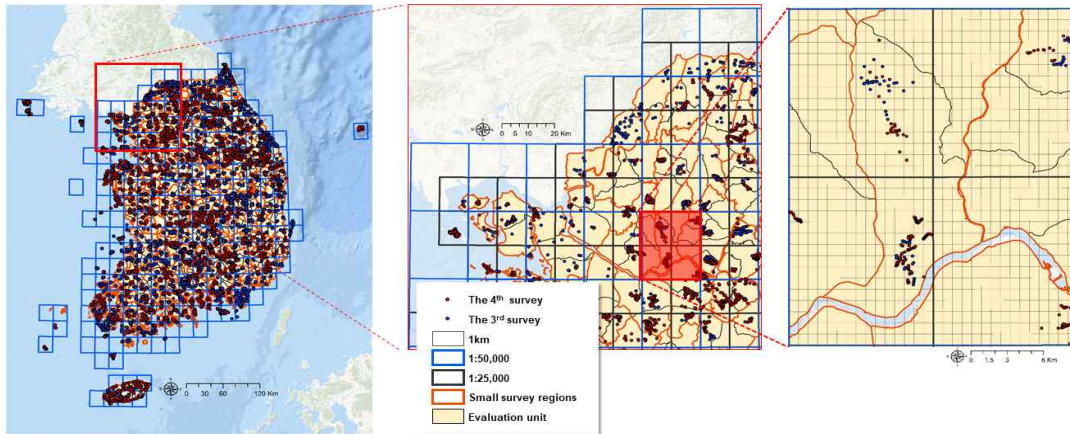 0 30 60 120 Km
0 5 10 20 Km
The 4th survey
The 3rd survey
1km
1:50,000
1:25,000
Small survey regions
Evaluation unit
0 1.5 3 6 Km